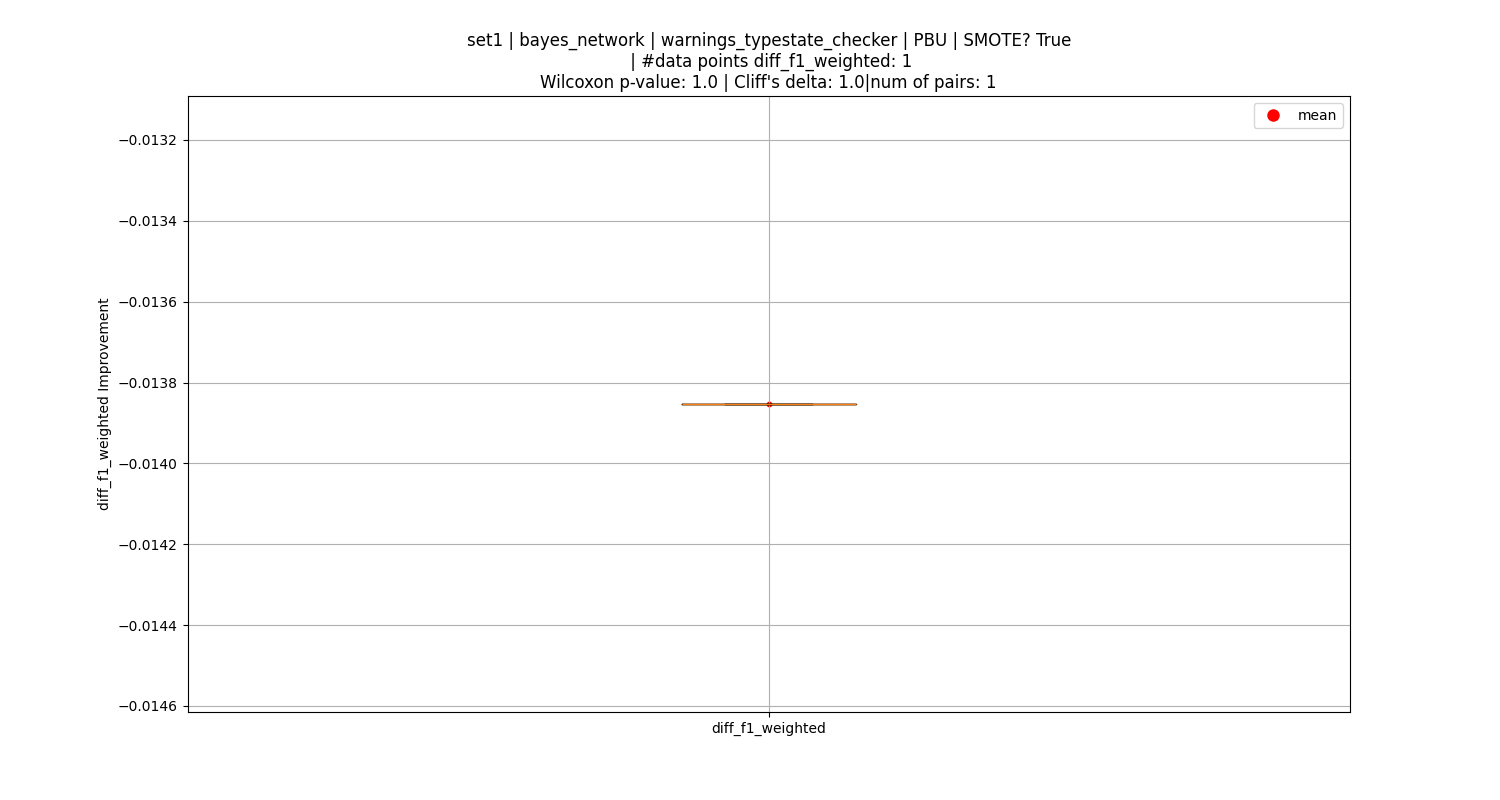 set1 | bayes_network | warnings_typestate_checker | PBU | SMOTE? True
| #data points diff_f1_weighted: 1
Wilcoxon p-value: 1.0 | Cliff's delta: 1.0|num of pairs: 1
mean
−0.0132
−0.0134
−0.0136
−0.0138
−0.0140
−0.0142
−0.0144
−0.0146
diff_f1_weighted Improvement
diff_f1_weighted